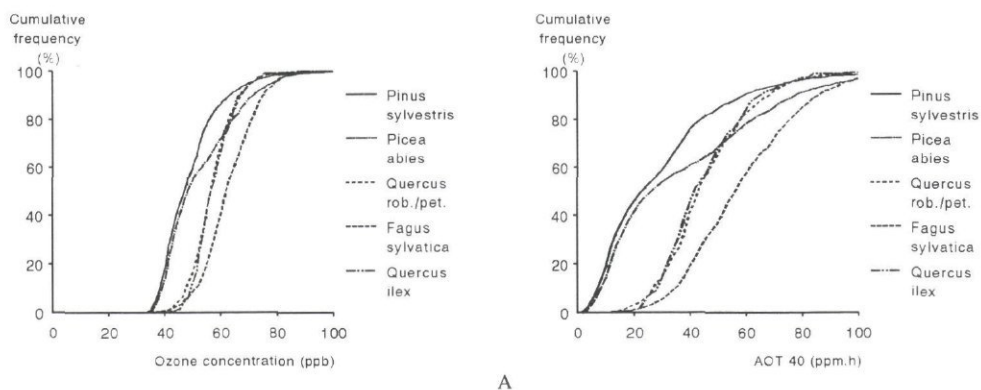 Cumulative
frequency
(%)
100
80
60
40
20
0
0 20 40 60 80 100
Ozone concentration (ppb)
Pinus
sylvestris
Picea
abies
Quercus
rob./pet.
Fagus
sylvatica
Quercus
ilex
Cumulative
frequency
(%)
100
80
60
40
20
0
0 20 40 60 80 100
AOT 40 (ppm.h)
Pinus
sylvestris
Picea
abies
Quercus
rob./pet.
Fagus
sylvatica
Quercus
ilex
A